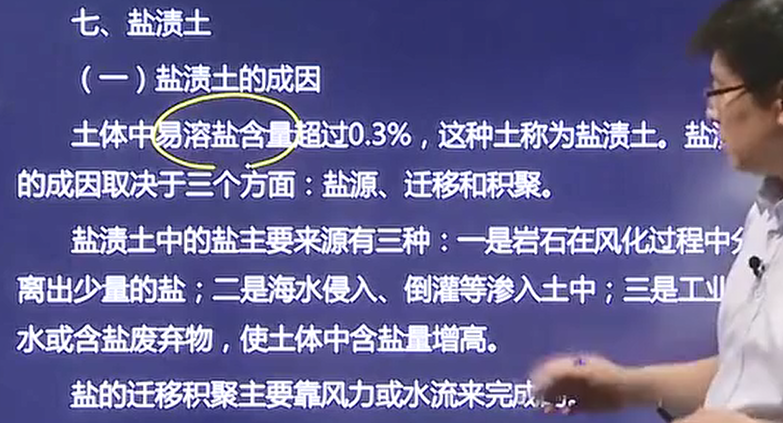 七、盐渍土
（一）盐渍土的成因
土体中易溶盐含量超过0.3%，这种土称为盐渍土。盐
的成因取决于三个方面：盐源、迁移和积聚。
盐渍土中的盐主要来源有三种：一是岩石在风化过程中
离出少量的盐；二是海水侵入、倒灌等渗入土中；三是工业
水或含盐废弃物，使土体中含盐量增高。
盐的迁移积聚主要靠风力或水流来完成